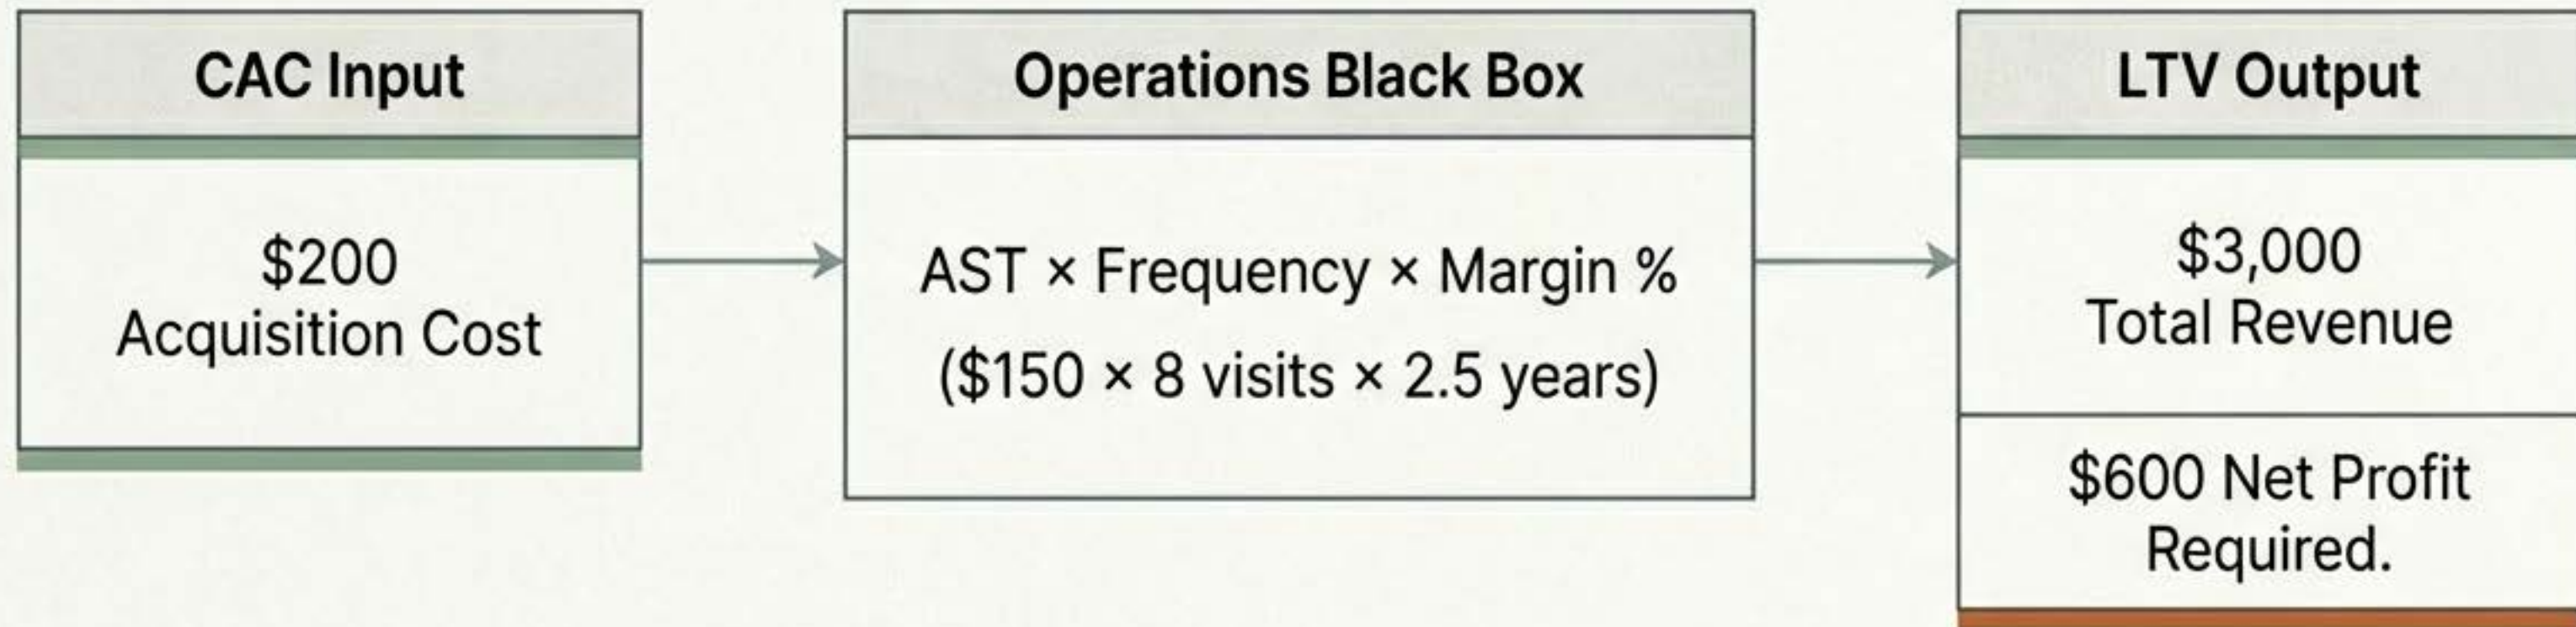 CAC Input
$200
Acquisition Cost
Operations Black Box
AST × Frequency × Margin %
($150 × 8 visits × 2.5 years)
LTV Output
$3,000
Total Revenue
$600 Net Profit
Required.